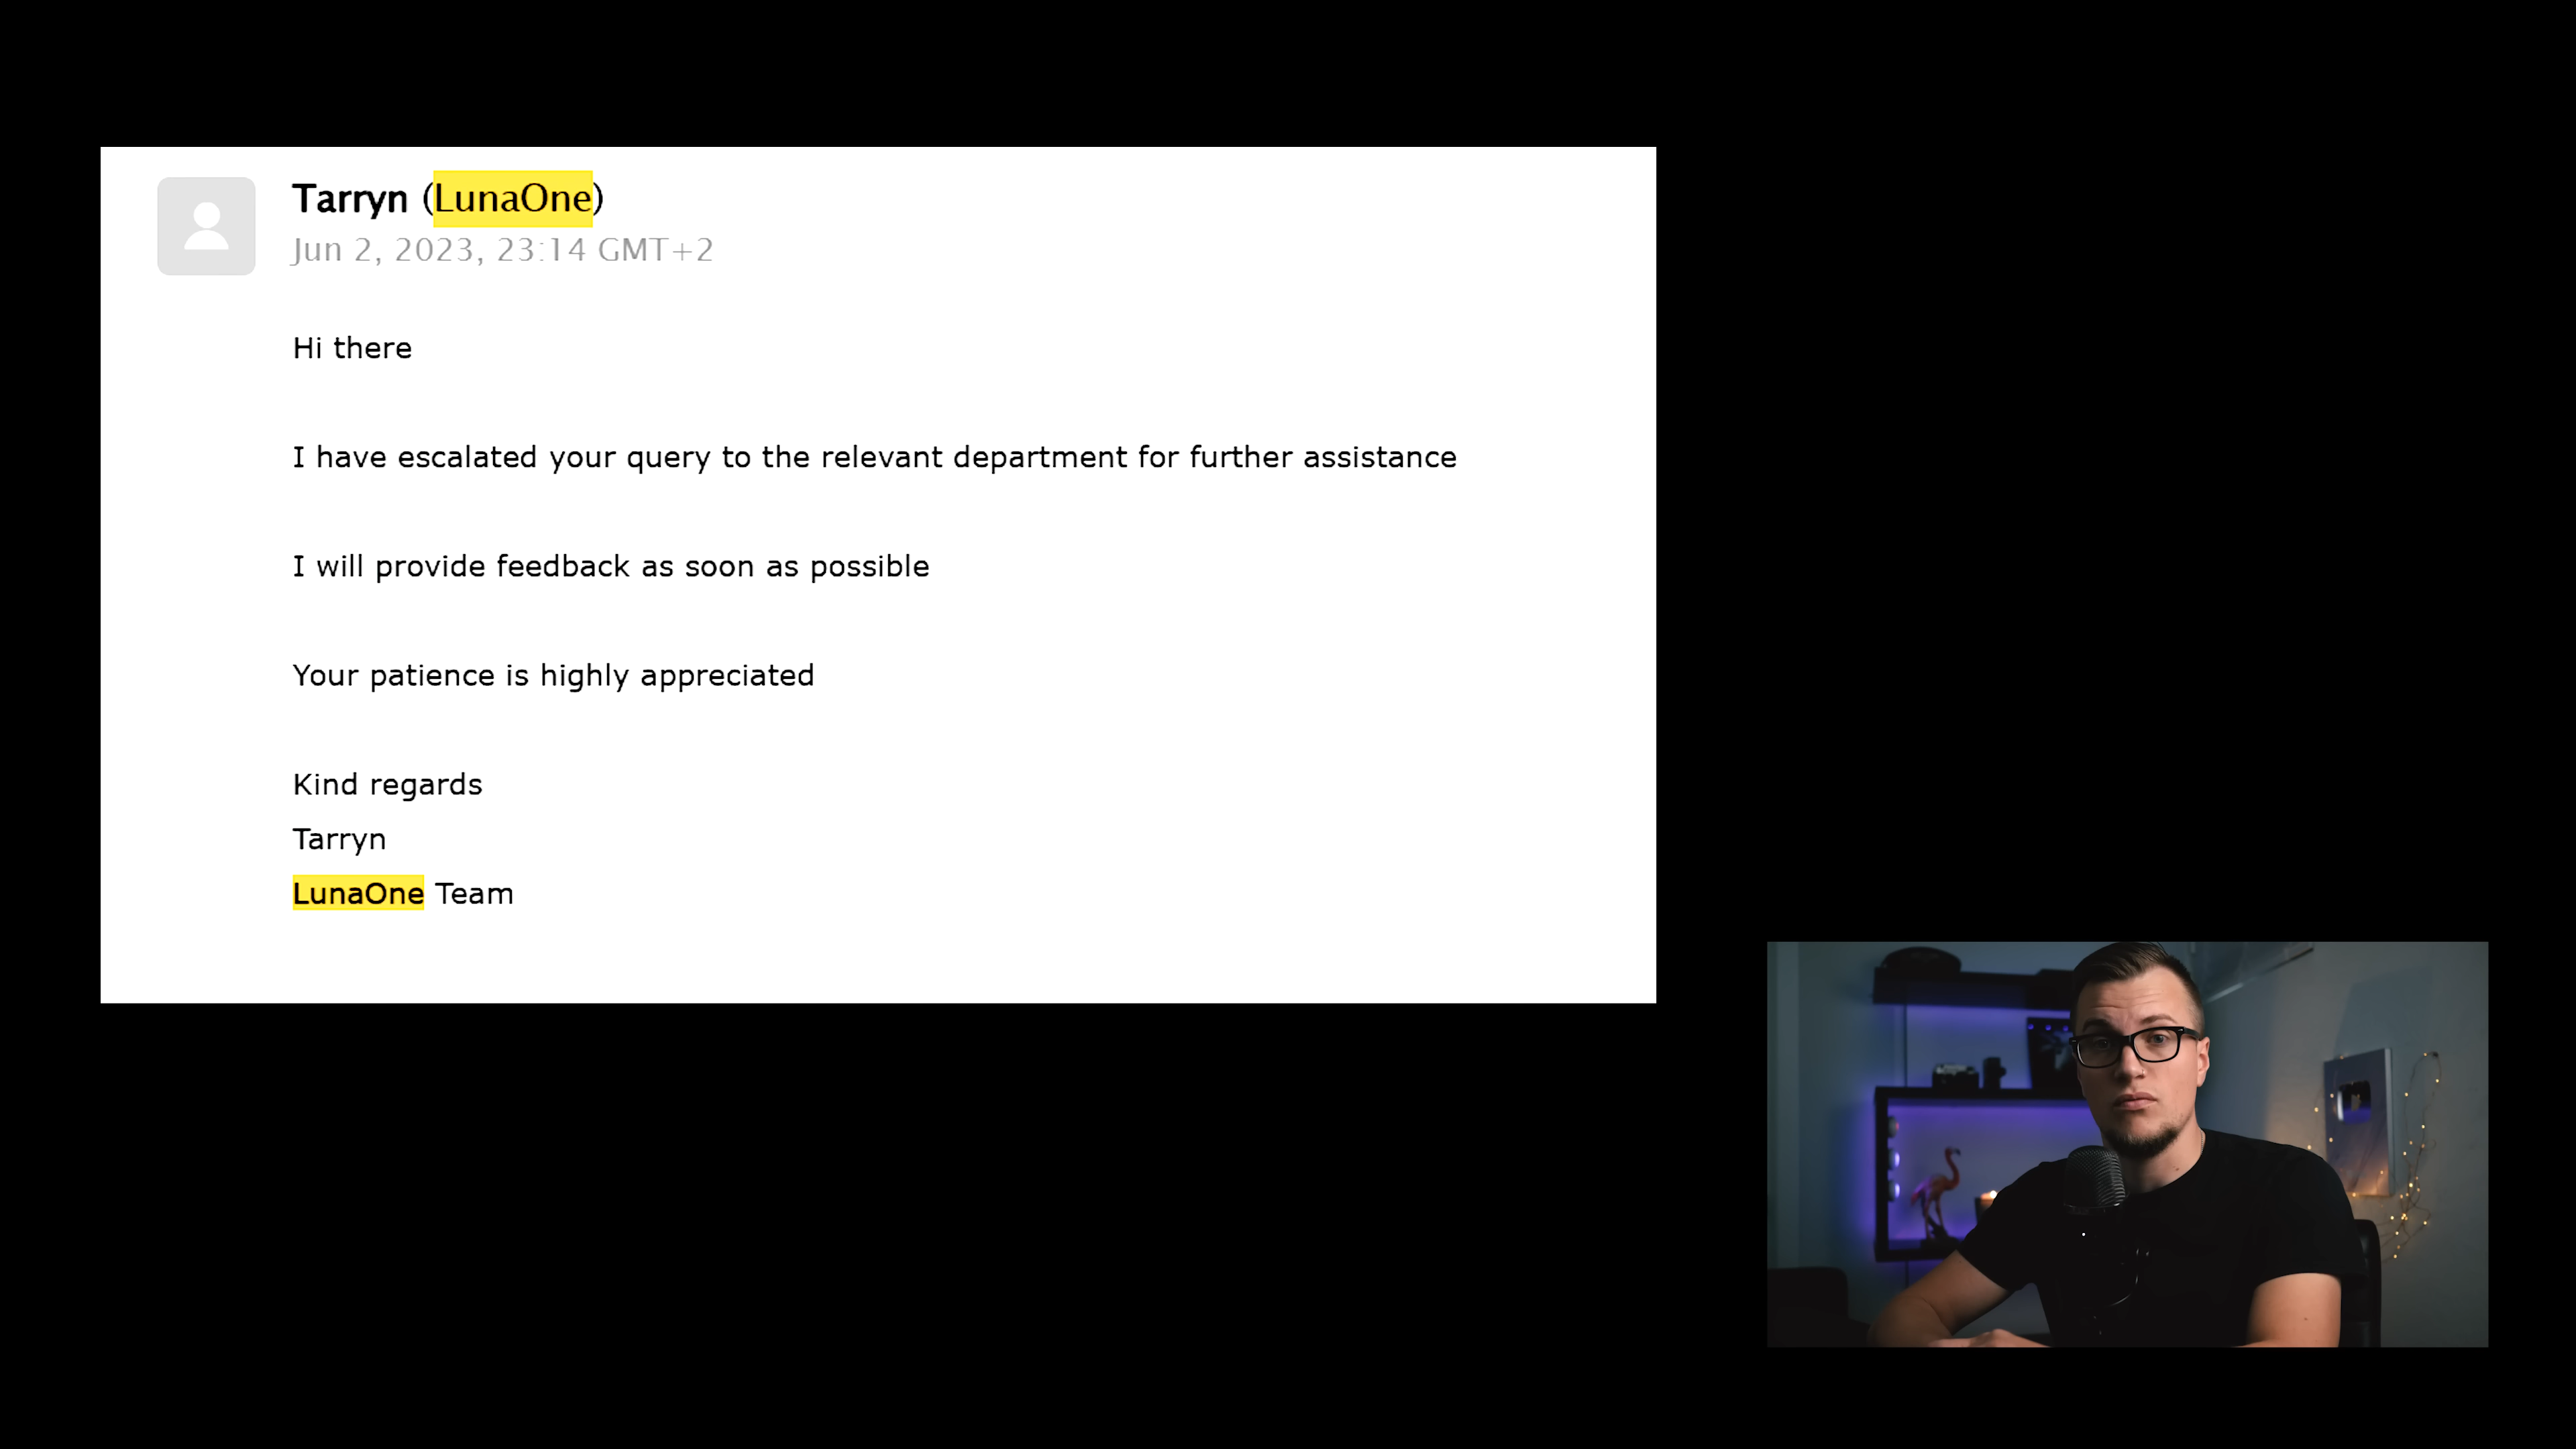 Tarryn (LunaOne)
Jun 2, 2023, 23:14 GMT+2
Hi there
I have escalated your query to the relevant department for further assistance
I will provide feedback as soon as possible
Your patience is highly appreciated
Kind regards
Tarryn
LunaOne Team